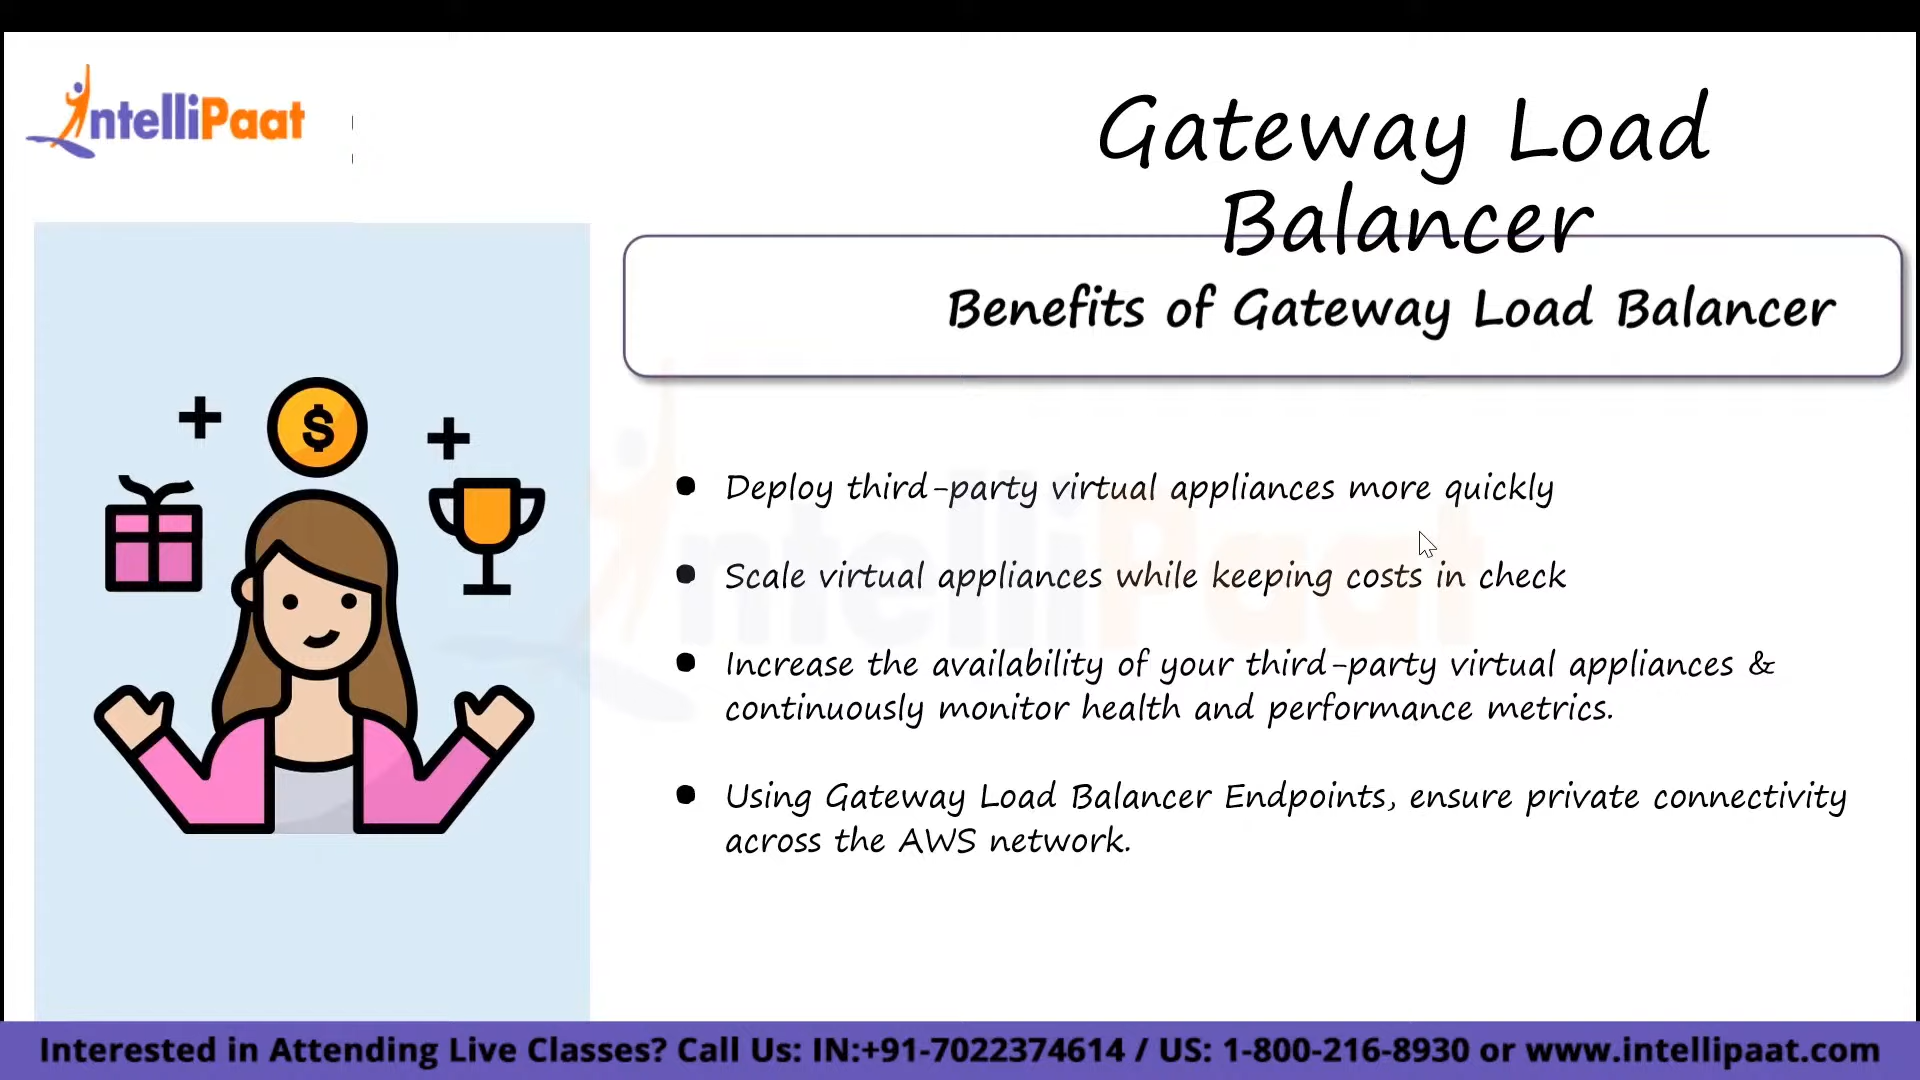 IntelliPaat
Gateway Load
Balancer
Benefits of Gateway Load Balancer
$
• Deploy third-party virtual appliances more quickly
• Scale virtual appliances while keeping costs in check
• Increase the availability of your third-party virtual appliances &
continuously monitor health and performance metrics.
• Using Gateway Load Balancer Endpoints, ensure private connectivity
across the AWS network.
IntelliPaat
Interested in Attending Live Classes? Call Us: IN:+91-7022374614 / US: 1-800-216-8930 or www.intellipaat.com